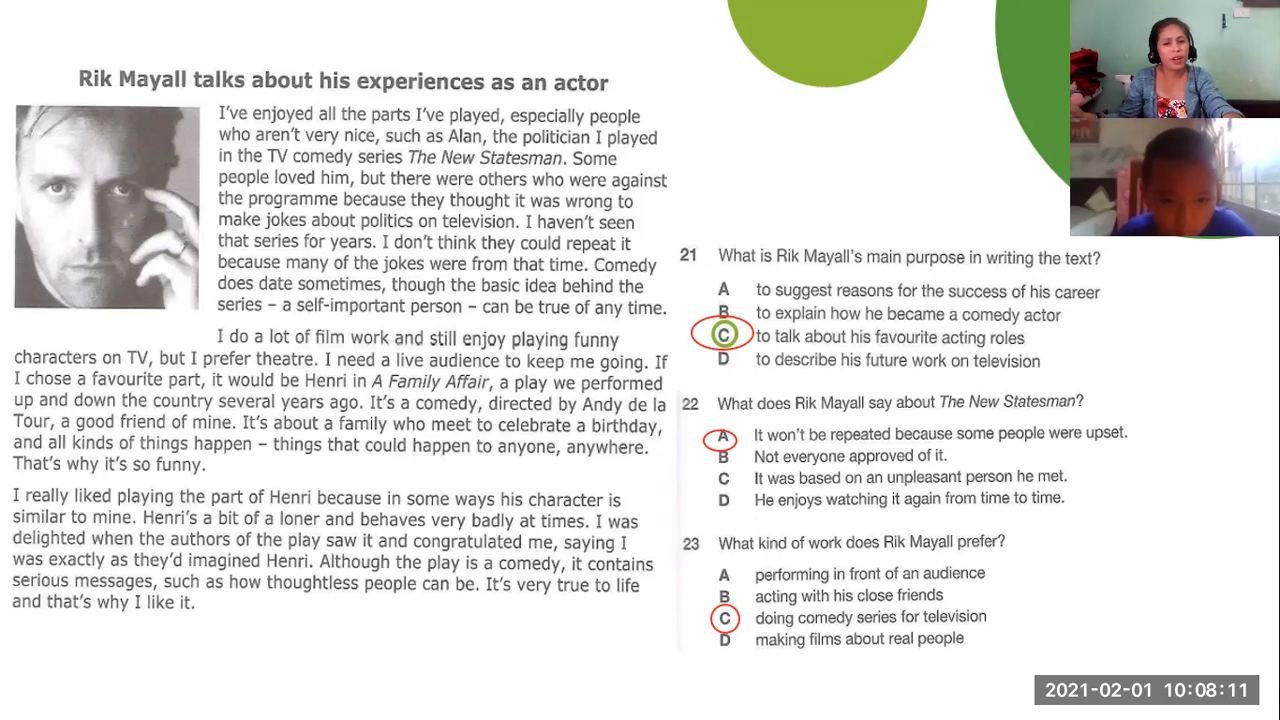 Rik Mayall talks about his experiences as an actor
I've enjoyed all the parts I've played, especially people
who aren't very nice, such as Alan, the politician I played
in the TV comedy series The New Statesman. Some
people loved him, but there were others who were against
the programme because they thought it was wrong to
make jokes about politics on television. I haven't seen
that series for years. I don't think they could repeat it
because many of the jokes were from that time. Comedy
does date sometimes, though the basic idea behind the
series – a self-important person – can be true of any time.
I do a lot of film work and still enjoy playing funny
characters on TV, but I prefer theatre. I need a live audience to keep me going. If
I chose a favourite part, it would be Henri in A Family Affair, a play we performed
up and down the country several years ago. It's a comedy, directed by Andy de la
Tour, a good friend of mine. It's about a family who meet to celebrate a birthday,
and all kinds of things happen – things that could happen to anyone, anywhere.
That's why it's so funny.
I really liked playing the part of Henri because in some ways his character is
similar to mine. Henri's a bit of a loner and behaves very badly at times. I was
delighted when the authors of the play saw it and congratulated me, saying I
was exactly as they'd imagined Henri. Although the play is a comedy, it contains
serious messages, such as how thoughtless people can be. It's very true to life
and that's why I like it.
21 What is Rik Mayall's main purpose in writing the text?
A to suggest reasons for the success of his career
B to explain how he became a comedy actor
C to talk about his favourite acting roles
D to describe his future work on television
22 What does Rik Mayall say about The New Statesman?
A It won't be repeated because some people were upset.
B Not everyone approved of it.
C It was based on an unpleasant person he met.
D He enjoys watching it again from time to time.
23 What kind of work does Rik Mayall prefer?
A performing in front of an audience
B acting with his close friends
C doing comedy series for television
D making films about real people
2021-02-01 10:08:11